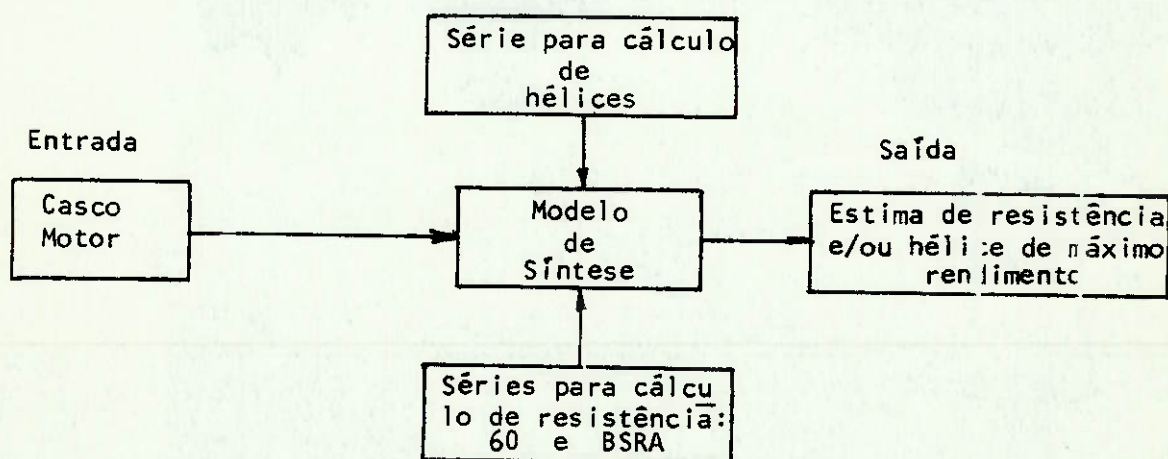 Série para cálculo
de
hélices
Entrada
Saída
Casco
Motor
Modelo
de
Síntese
Estima de resistência
e/ou hélice de máximo
rendimento
Séries para cálcu
lo de resistência:
60 e BSRA